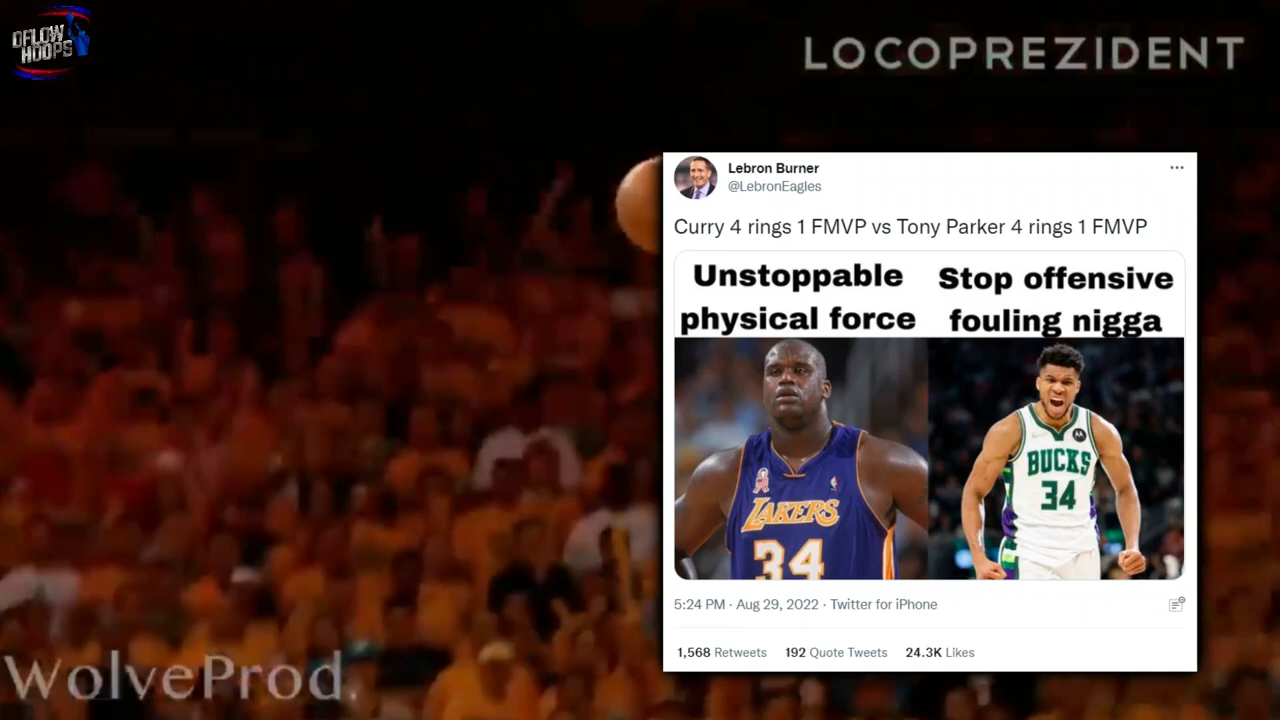 DFLOW
HOOPS
LOCOPREZIDENT
Lebron Burner
@LebronEagles
Curry 4 rings 1 FMVP vs Tony Parker 4 rings 1 FMVP
Unstoppable
physical force
Stop offensive
fouling nigga
LAKERS
34
BUCKS
34
5:24 PM · Aug 29, 2022 · Twitter for iPhone
1,568 Retweets 192 Quote Tweets 24.3K Likes
WolveProd.